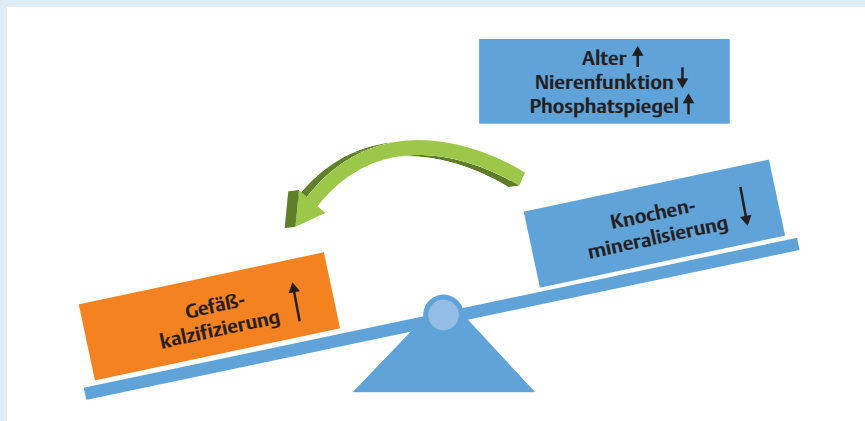 Alter ↑
Nierenfunktion ↓
Phosphatspiegel ↑
Knochen-
mineralisierung ↓
Gefäß-
kalzifizierung ↑